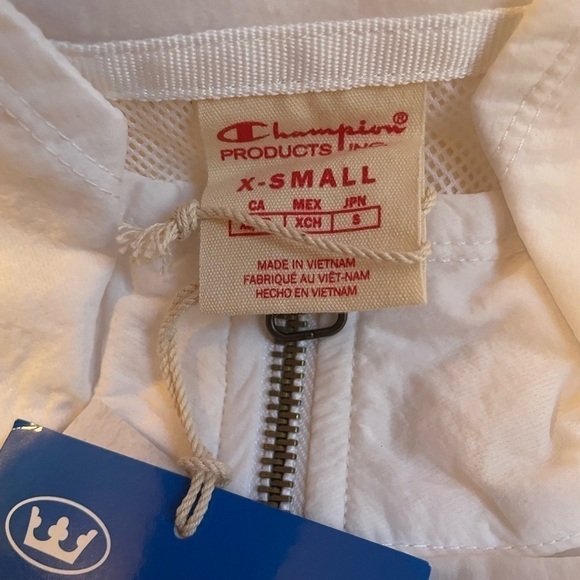 Champion®
PRODUCTS INC.
X-SMALL
CA MEX JPN
XCH S
MADE IN VIETNAM
FABRIQUÉ AU VIÊT-NAM
HECHO EN VIETNAM